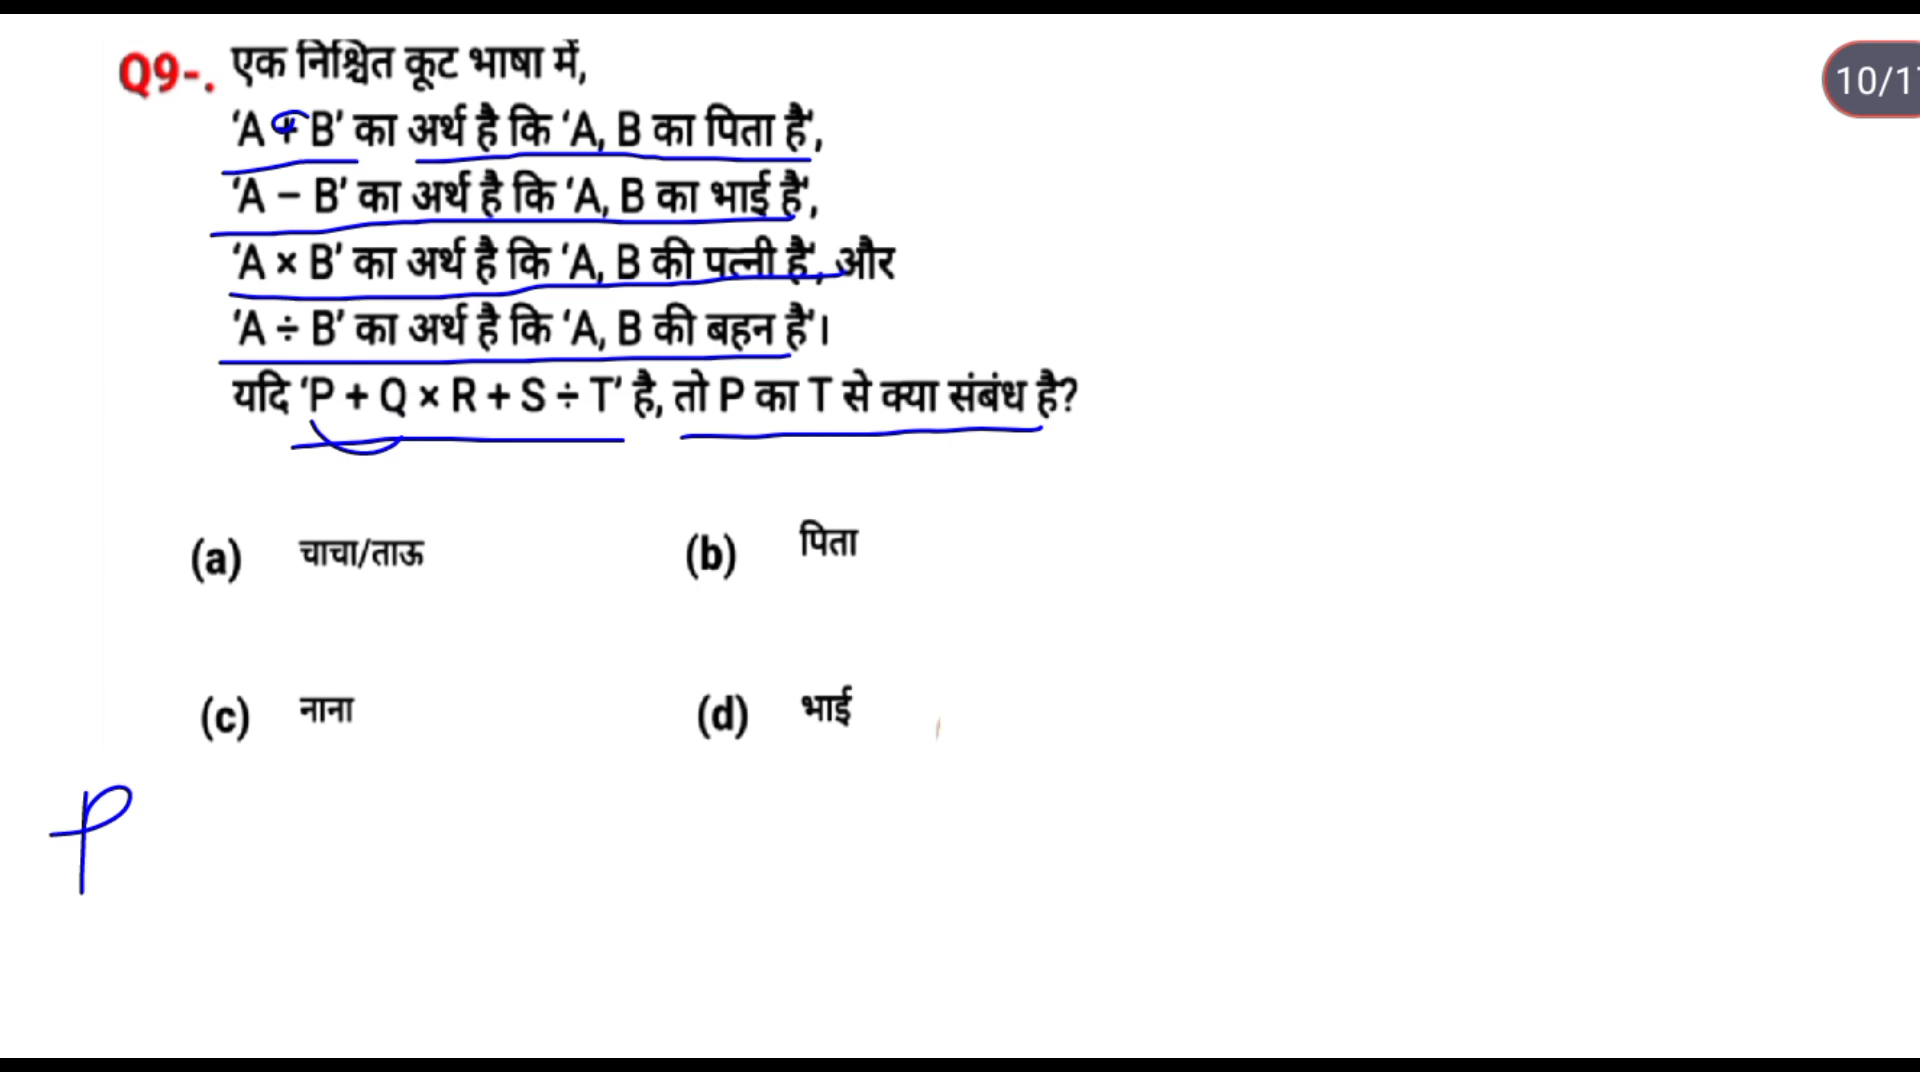 Q9-. एक निश्चित कूट भाषा में,
‘A + B’ का अर्थ है कि ‘A, B का पिता है’,
‘A – B’ का अर्थ है कि ‘A, B का भाई है’,
‘A × B’ का अर्थ है कि ‘A, B की पत्नी है’, और
‘A ÷ B’ का अर्थ है कि ‘A, B की बहन है’।
यदि ‘P + Q × R + S ÷ T’ है, तो P का T से क्या संबंध है?
(a) चाचा/ताऊ (b) पिता
(c) नाना (d) भाई
P
10/1